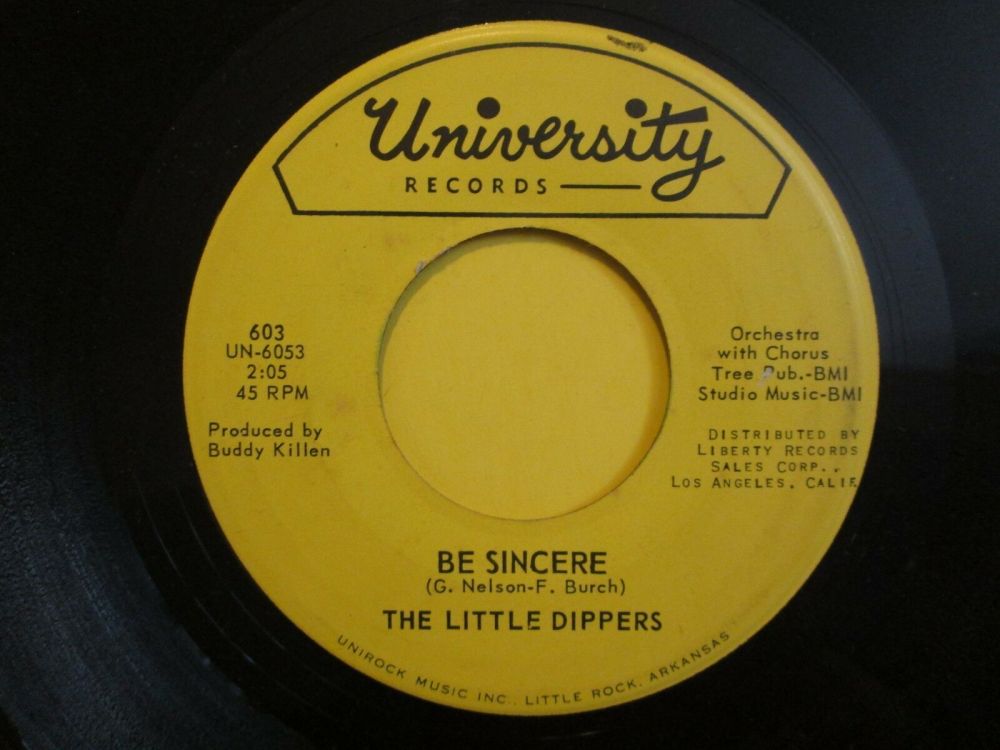 University
RECORDS
603
UN-6053
2:05
45 RPM
Produced by
Buddy Killen
Orchestra
with Chorus
Tree Pub.-BMI
Studio Music-BMI
DISTRIBUTED BY
LIBERTY RECORDS
SALES CORP..
LOS ANGELES, CALIF.
BE SINCERE
(G. Nelson-F. Burch)
THE LITTLE DIPPERS
UNIROCK MUSIC INC., LITTLE ROCK, ARKANSAS